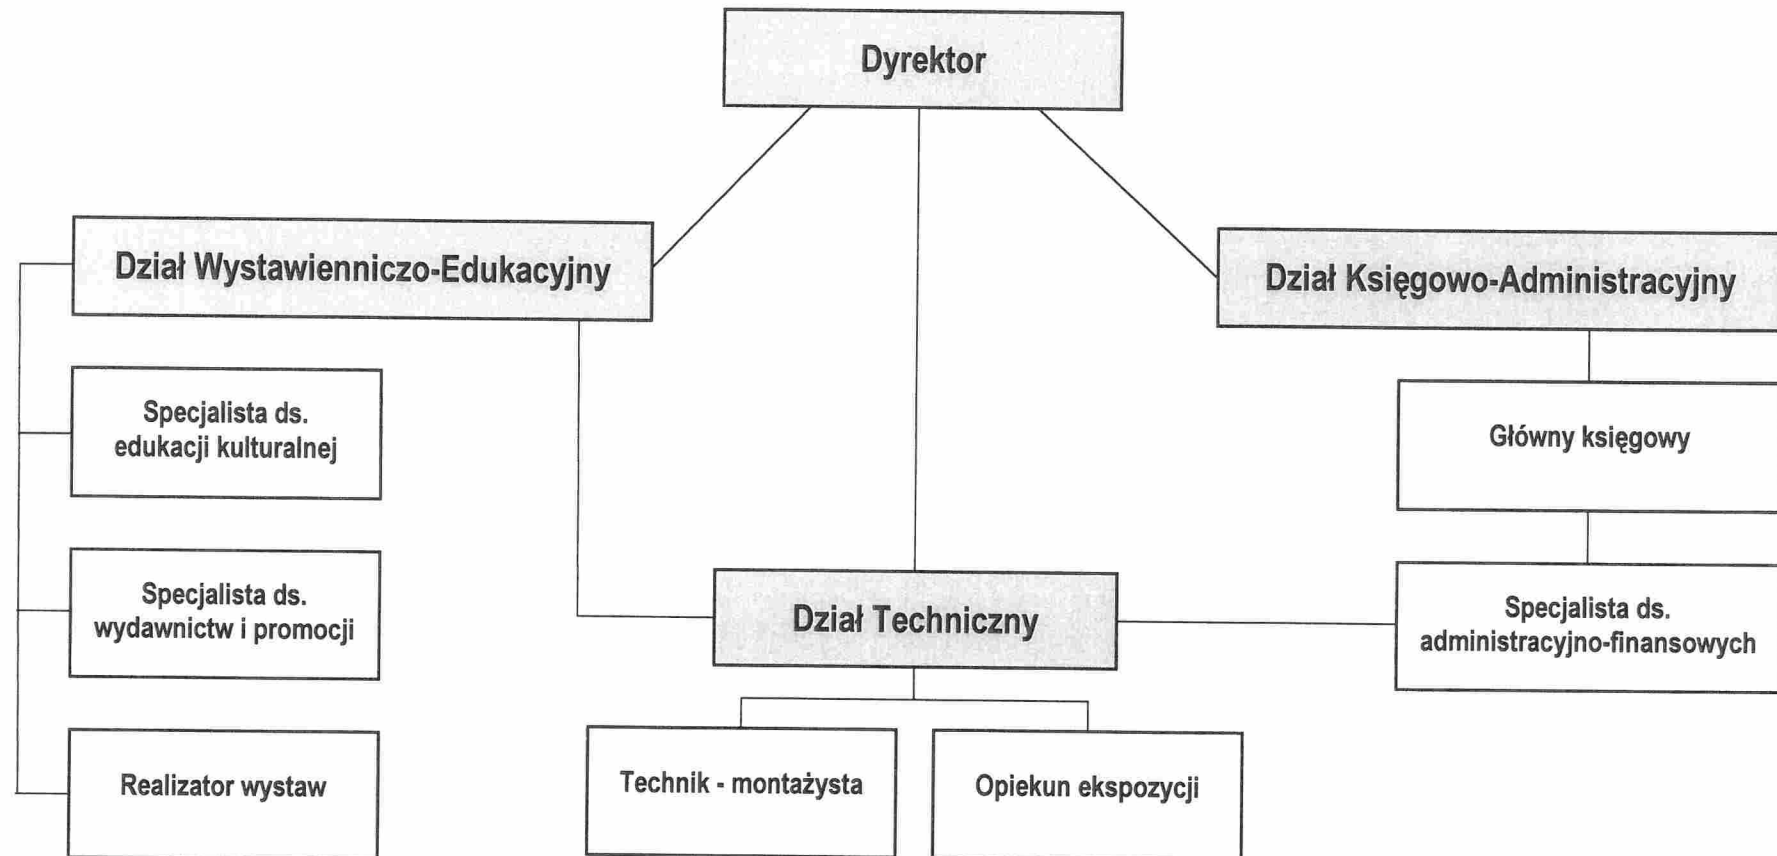 Dyrektor
Dział Wystawienniczo-Edukacyjny
Dział Księgowo-Administracyjny
Specjalista ds.
edukacji kulturalnej
Główny księgowy
Specjalista ds.
wydawnictw i promocji
Dział Techniczny
Specjalista ds.
administracyjno-finansowych
Realizator wystaw
Technik - montażysta
Opiekun ekspozycji